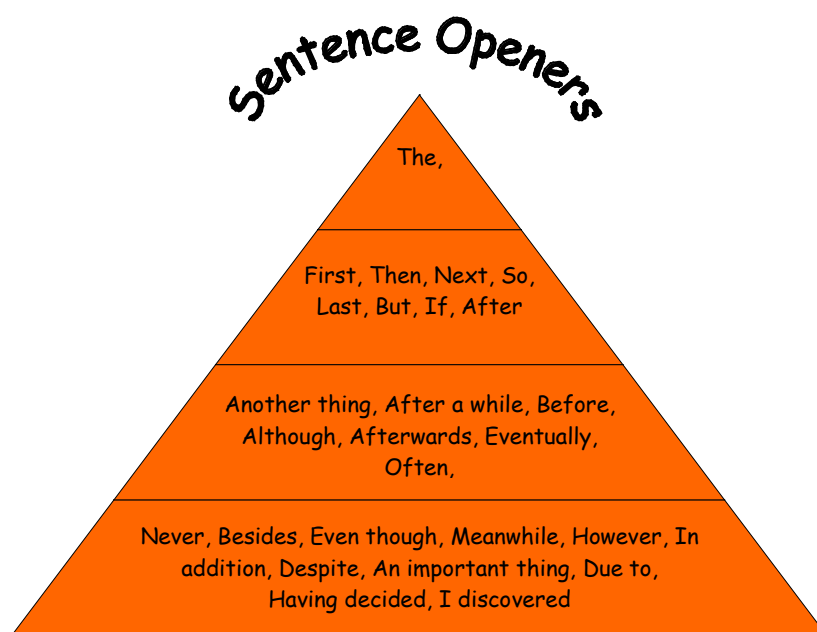 Sentence Openers
The,
First, Then, Next, So,
Last, But, If, After
Another thing, After a while, Before,
Although, Afterwards, Eventually,
Often,
Never, Besides, Even though, Meanwhile, However, In
addition, Despite, An important thing, Due to,
Having decided, I discovered